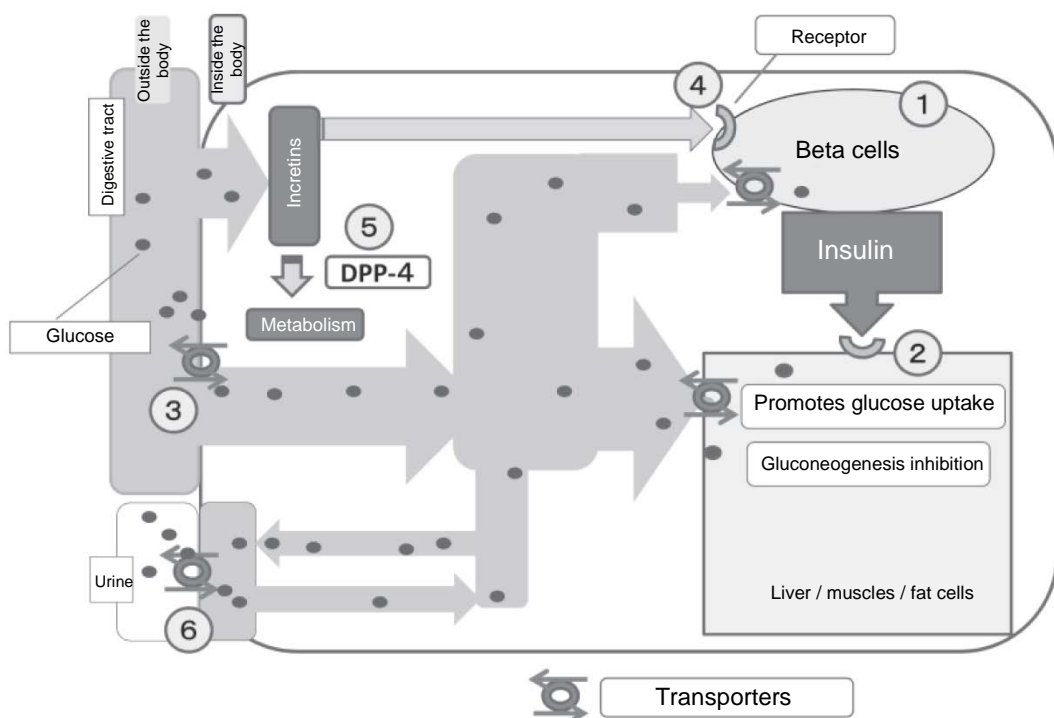 Outside the
body
Inside the
body
Receptor
4
1
Digestive tract
Beta cells
Incretins
5
DPP-4
Insulin
Metabolism
Glucose
2
3
Promotes glucose uptake
Gluconeogenesis inhibition
Urine
Liver / muscles / fat cells
6
Transporters